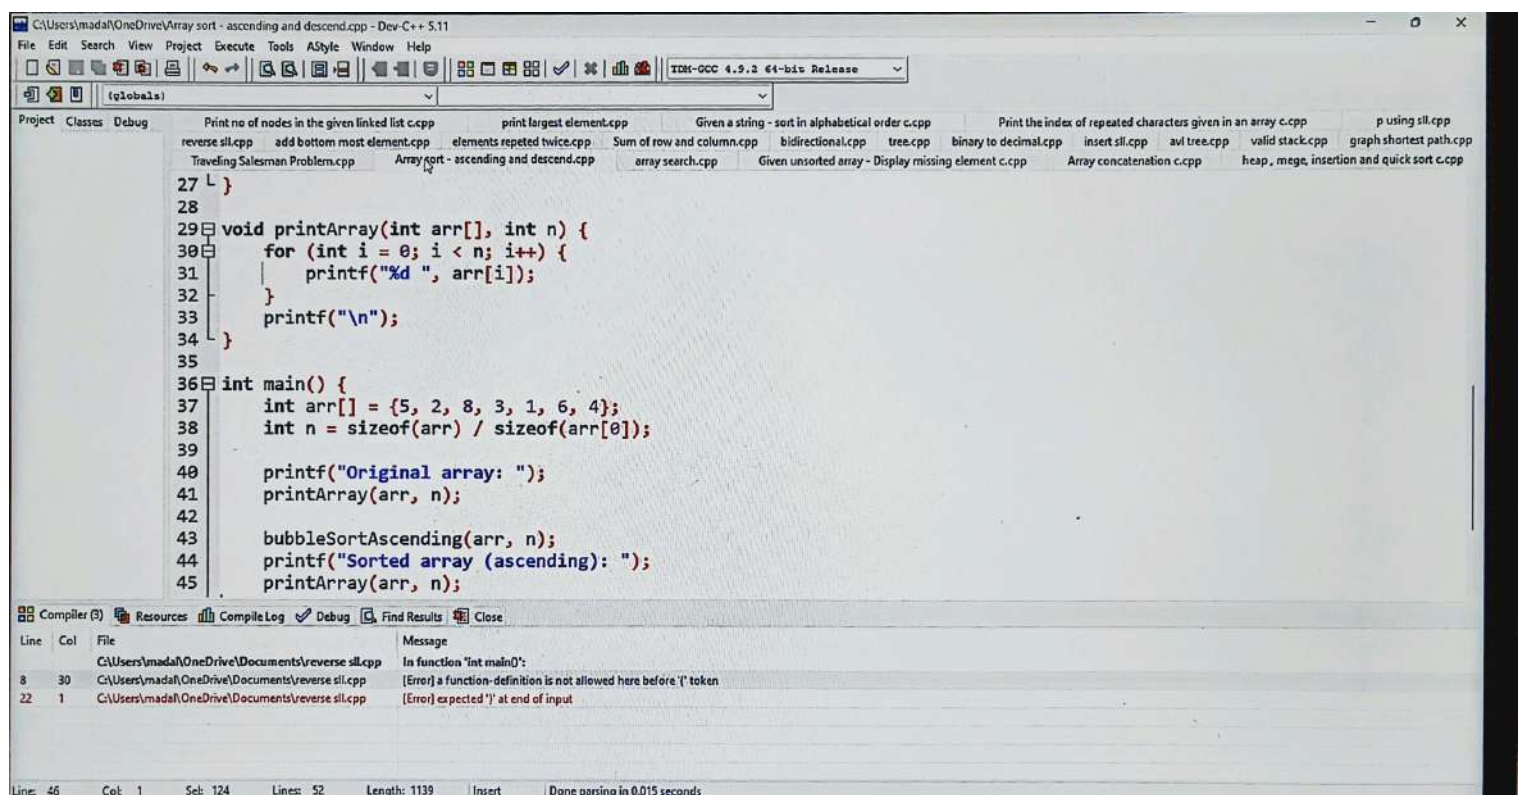 C:\Users\madal\OneDrive\Array sort - ascending and descend.cpp - Dev-C++ 5.11
File Edit Search View Project Execute Tools AStyle Window Help
TDM-GCC 4.9.2 64-bit Release
(globals)
Project Classes Debug
Print no of nodes in the given linked list c.cpp print largest element.cpp Given a string - sort in alphabetical order c.cpp Print the index of repeated characters given in an array c.cpp p using sll.cpp
reverse sll.cpp add bottom most element.cpp elements repeted twice.cpp Sum of row and column.cpp bidirectional.cpp tree.cpp binary to decimal.cpp insert sll.cpp avl tree.cpp valid stack.cpp graph shortest path.cpp
Traveling Salesman Problem.cpp Array sort - ascending and descend.cpp array search.cpp Given unsorted array - Display missing element c.cpp Array concatenation c.cpp heap, mege, insertion and quick sort c.cpp
27 }
28
29 void printArray(int arr[], int n) {
30 for (int i = 0; i < n; i++) {
31 printf("%d ", arr[i]);
32 }
33 printf("\n");
34 }
35
36 int main() {
37 int arr[] = {5, 2, 8, 3, 1, 6, 4};
38 int n = sizeof(arr) / sizeof(arr[0]);
39
40 printf("Original array: ");
41 printArray(arr, n);
42
43 bubbleSortAscending(arr, n);
44 printf("Sorted array (ascending): ");
45 printArray(arr, n);
Compiler (3) Resources Compile Log Debug Find Results Close
Line Col File Message
C:\Users\madal\OneDrive\Documents\reverse sll.cpp In function 'int main()':
8 30 C:\Users\madal\OneDrive\Documents\reverse sll.cpp [Error] a function-definition is not allowed here before '{' token
22 1 C:\Users\madal\OneDrive\Documents\reverse sll.cpp [Error] expected '}' at end of input
Line: 46 Col: 1 Sel: 124 Lines: 52 Length: 1139 Insert Done parsing in 0.015 seconds